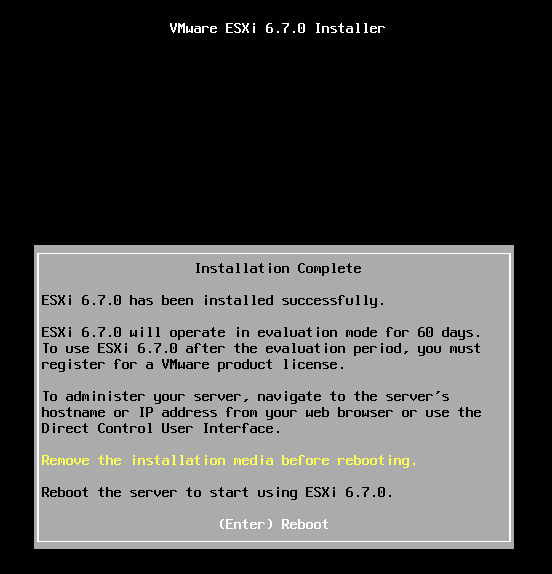 VMware ESXi 6.7.0 Installer
Installation Complete
ESXi 6.7.0 has been installed successfully.
ESXi 6.7.0 will operate in evaluation mode for 60 days.
To use ESXi 6.7.0 after the evaluation period, you must
register for a VMware product license.
To administer your server, navigate to the server's
hostname or IP address from your web browser or use the
Direct Control User Interface.
Remove the installation media before rebooting.
Reboot the server to start using ESXi 6.7.0.
(Enter) Reboot